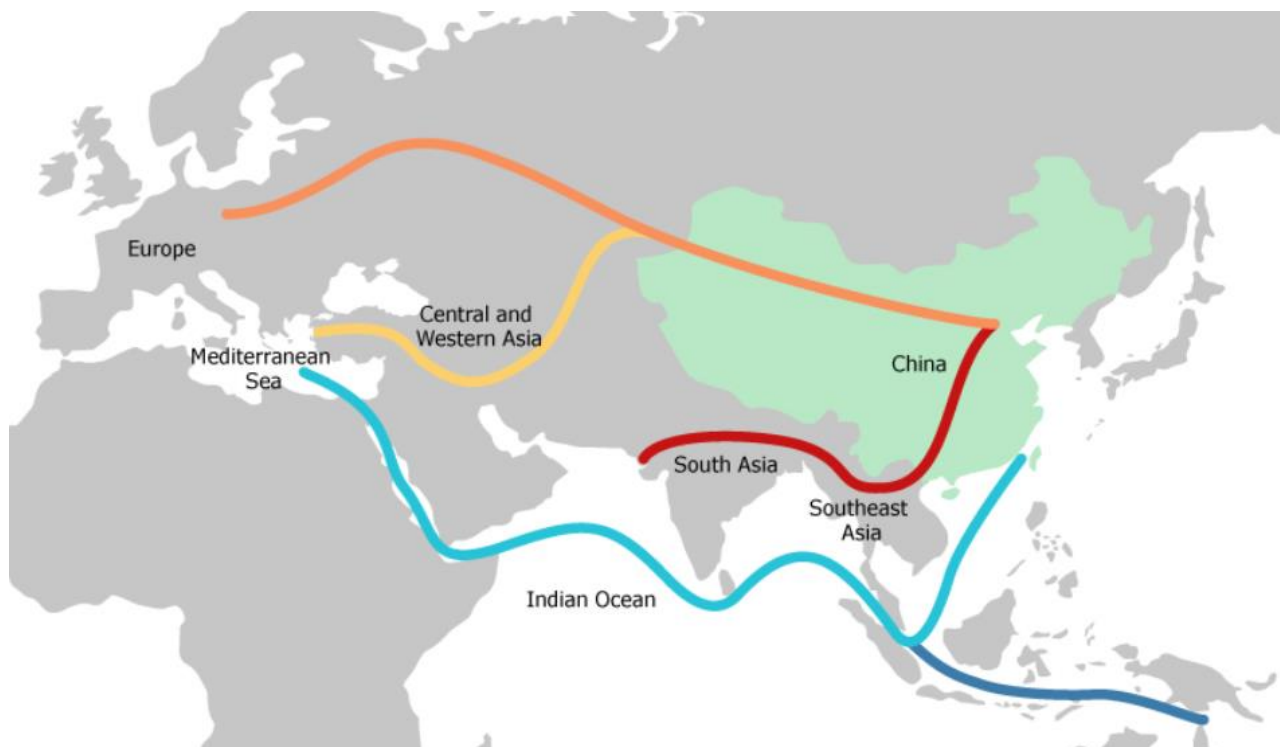 Europe
Central and
Western Asia
Mediterranean
Sea
China
South Asia
Southeast
Asia
Indian Ocean